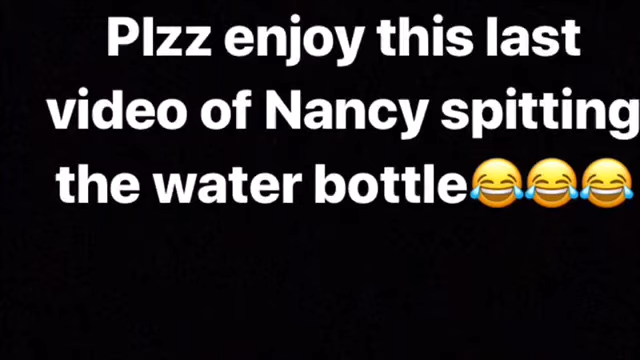 Plzz enjoy this last
video of Nancy spitting
the water bottle😂😂😂